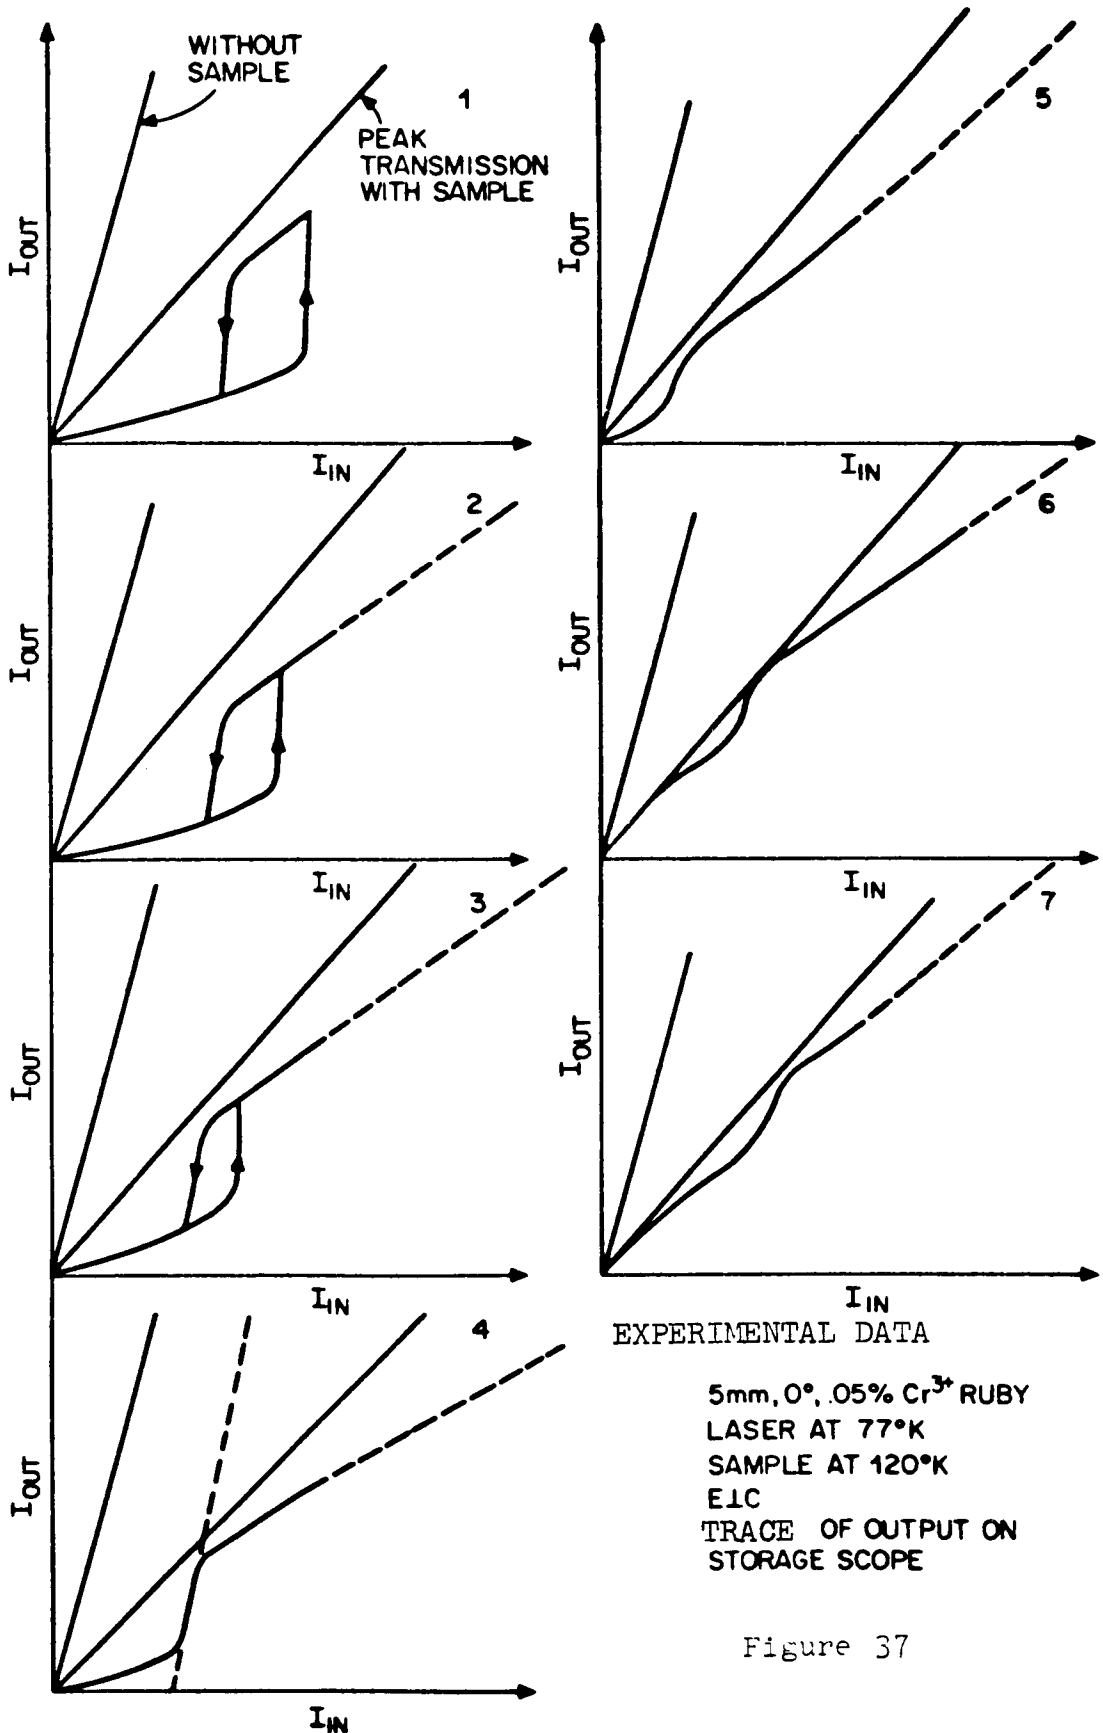 WITHOUT
SAMPLE
1
PEAK
TRANSMISSION
WITH SAMPLE
IOUT
IIN
2
IOUT
IIN
3
IOUT
IIN
4
IOUT
IIN
5
IOUT
IIN
6
IOUT
IIN
7
IOUT
IIN
EXPERIMENTAL DATA
5mm, 0°, .05% Cr³⁺ RUBY
LASER AT 77°K
SAMPLE AT 120°K
E⊥C
TRACE OF OUTPUT ON
STORAGE SCOPE
Figure 37